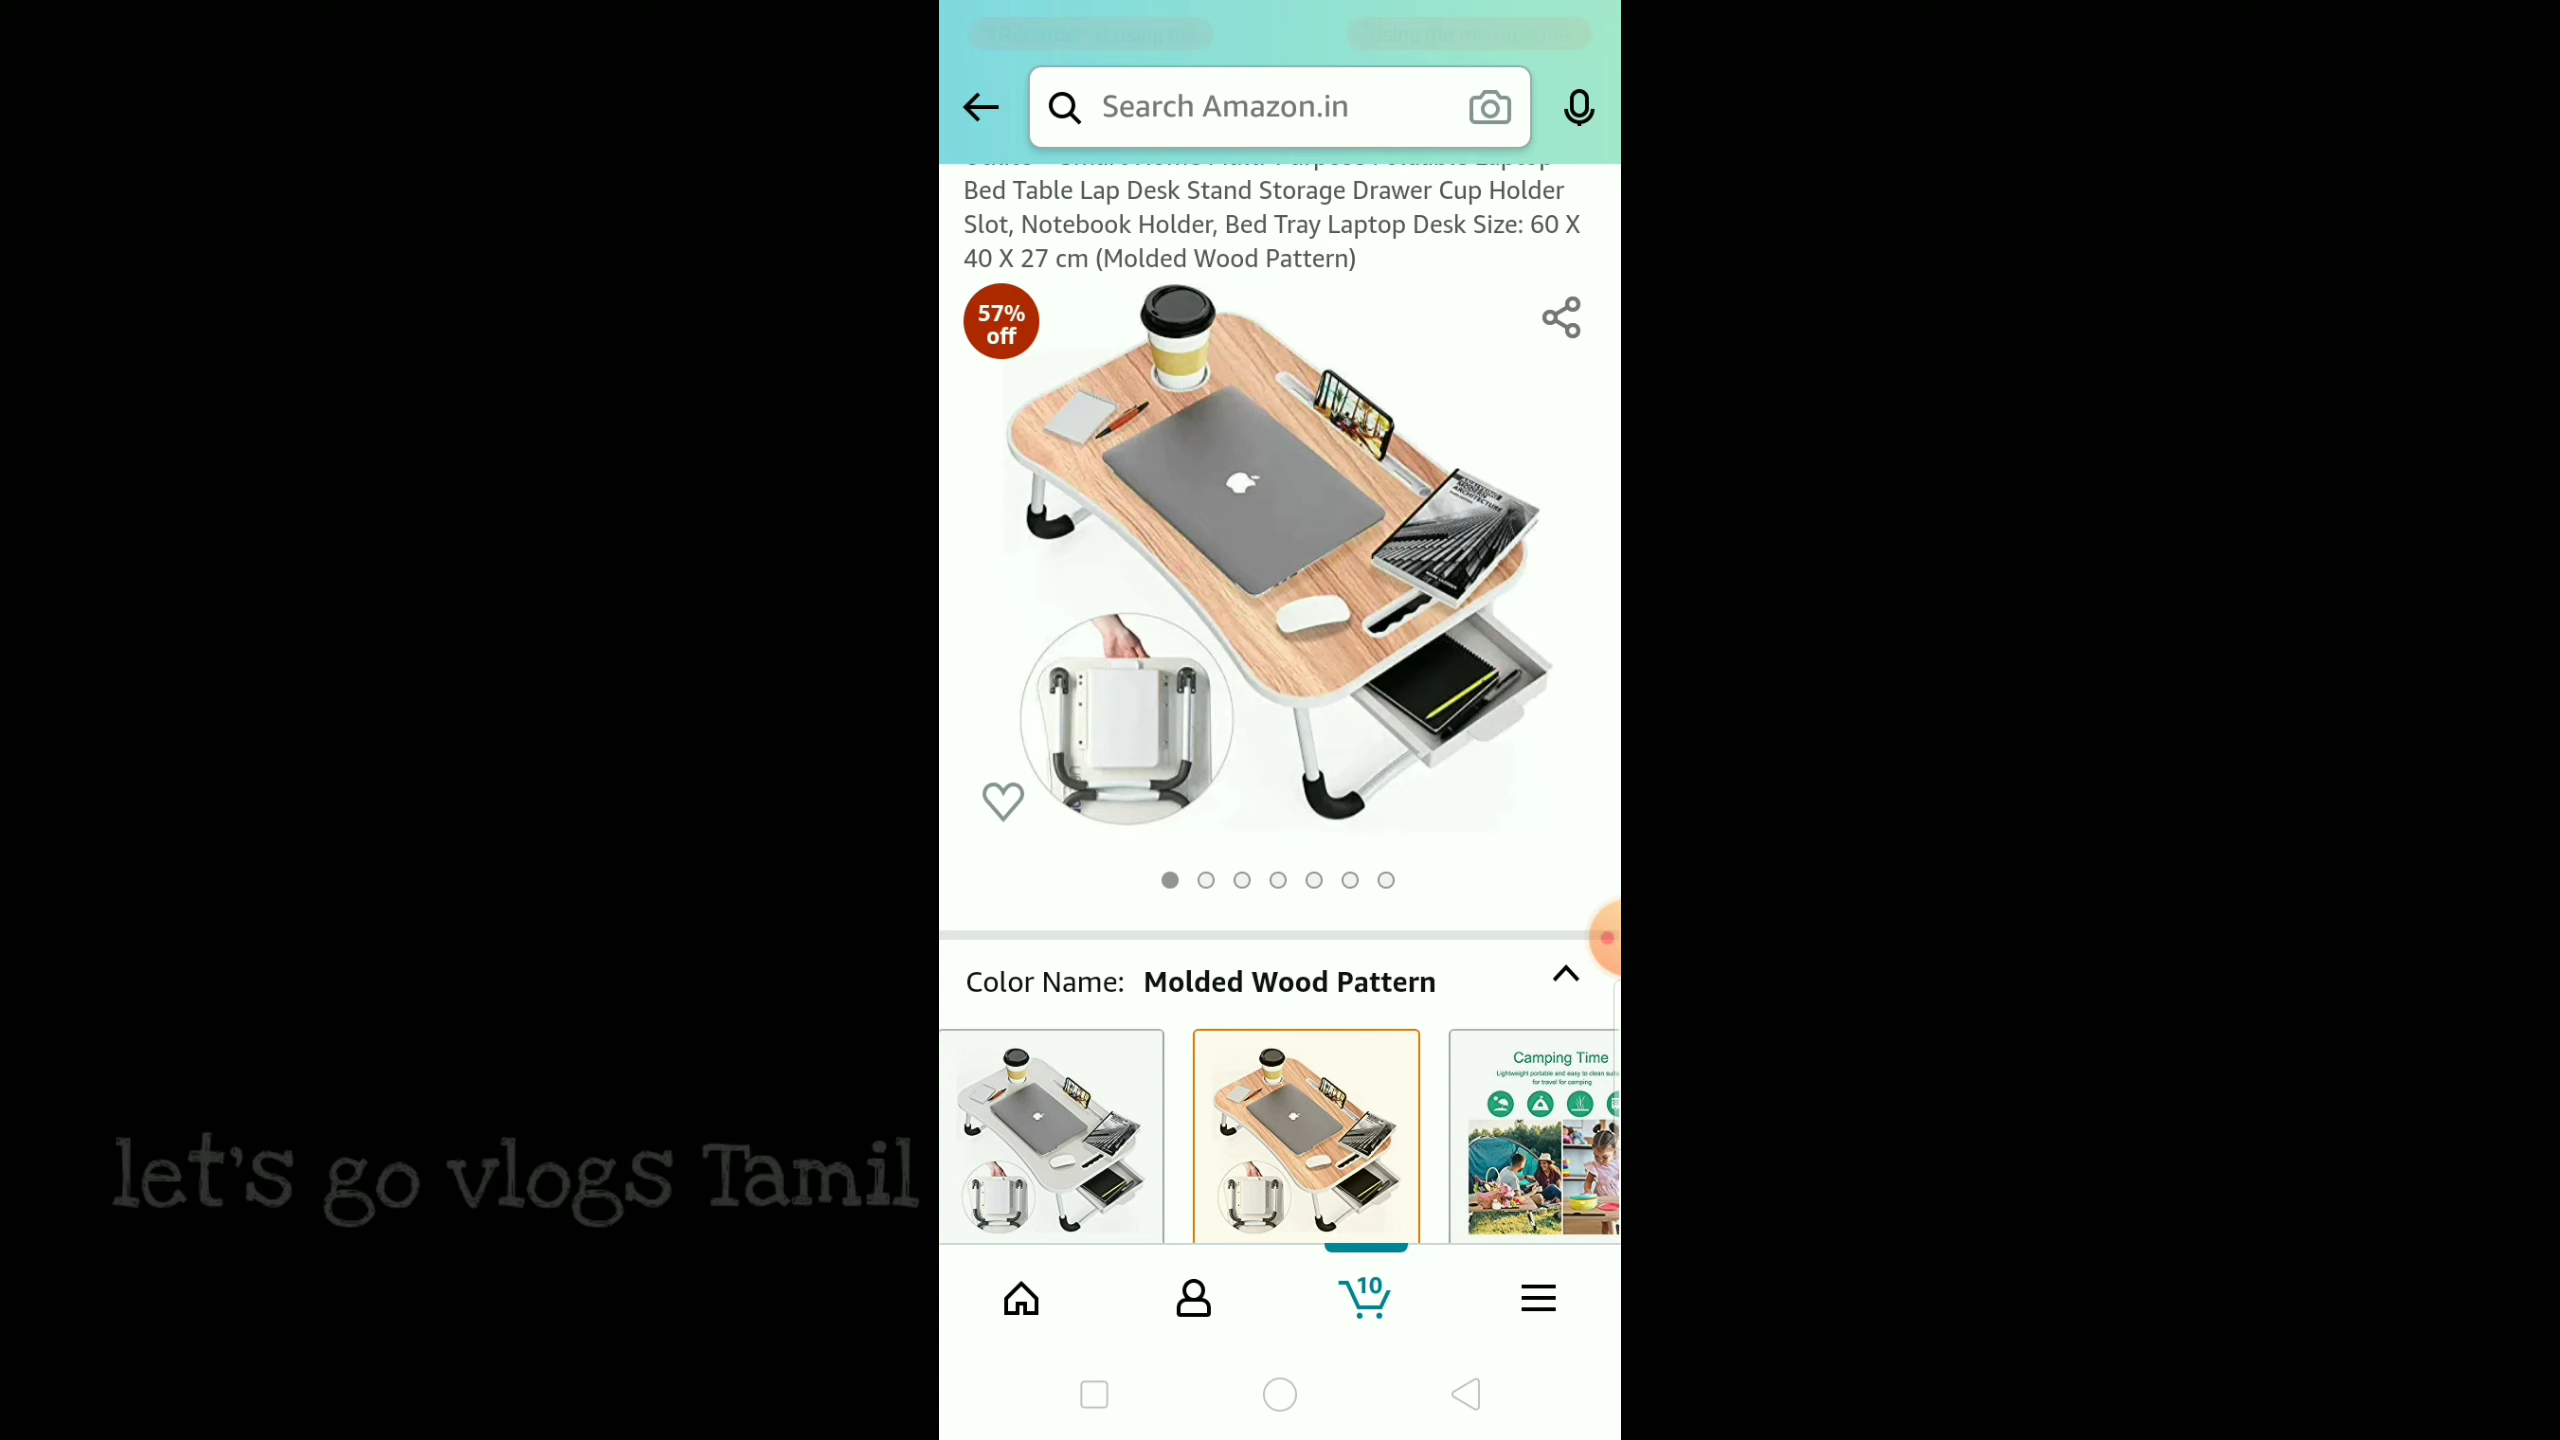 Search Amazon.in
Bed Table Lap Desk Stand Storage Drawer Cup Holder
Slot, Notebook Holder, Bed Tray Laptop Desk Size: 60 X
40 X 27 cm (Molded Wood Pattern)
57%
off
MODERN
ARCHITECTURE
Color Name: Molded Wood Pattern
Camping Time
Lightweight portable and easy to clean
for travel for camping
let's go vlogs Tamil
10